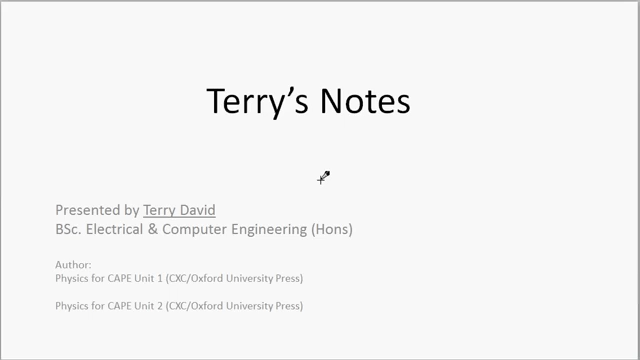 Terry’s Notes
Presented by Terry David
BSc. Electrical & Computer Engineering (Hons)
Author:
Physics for CAPE Unit 1 (CXC/Oxford University Press)
Physics for CAPE Unit 2 (CXC/Oxford University Press)